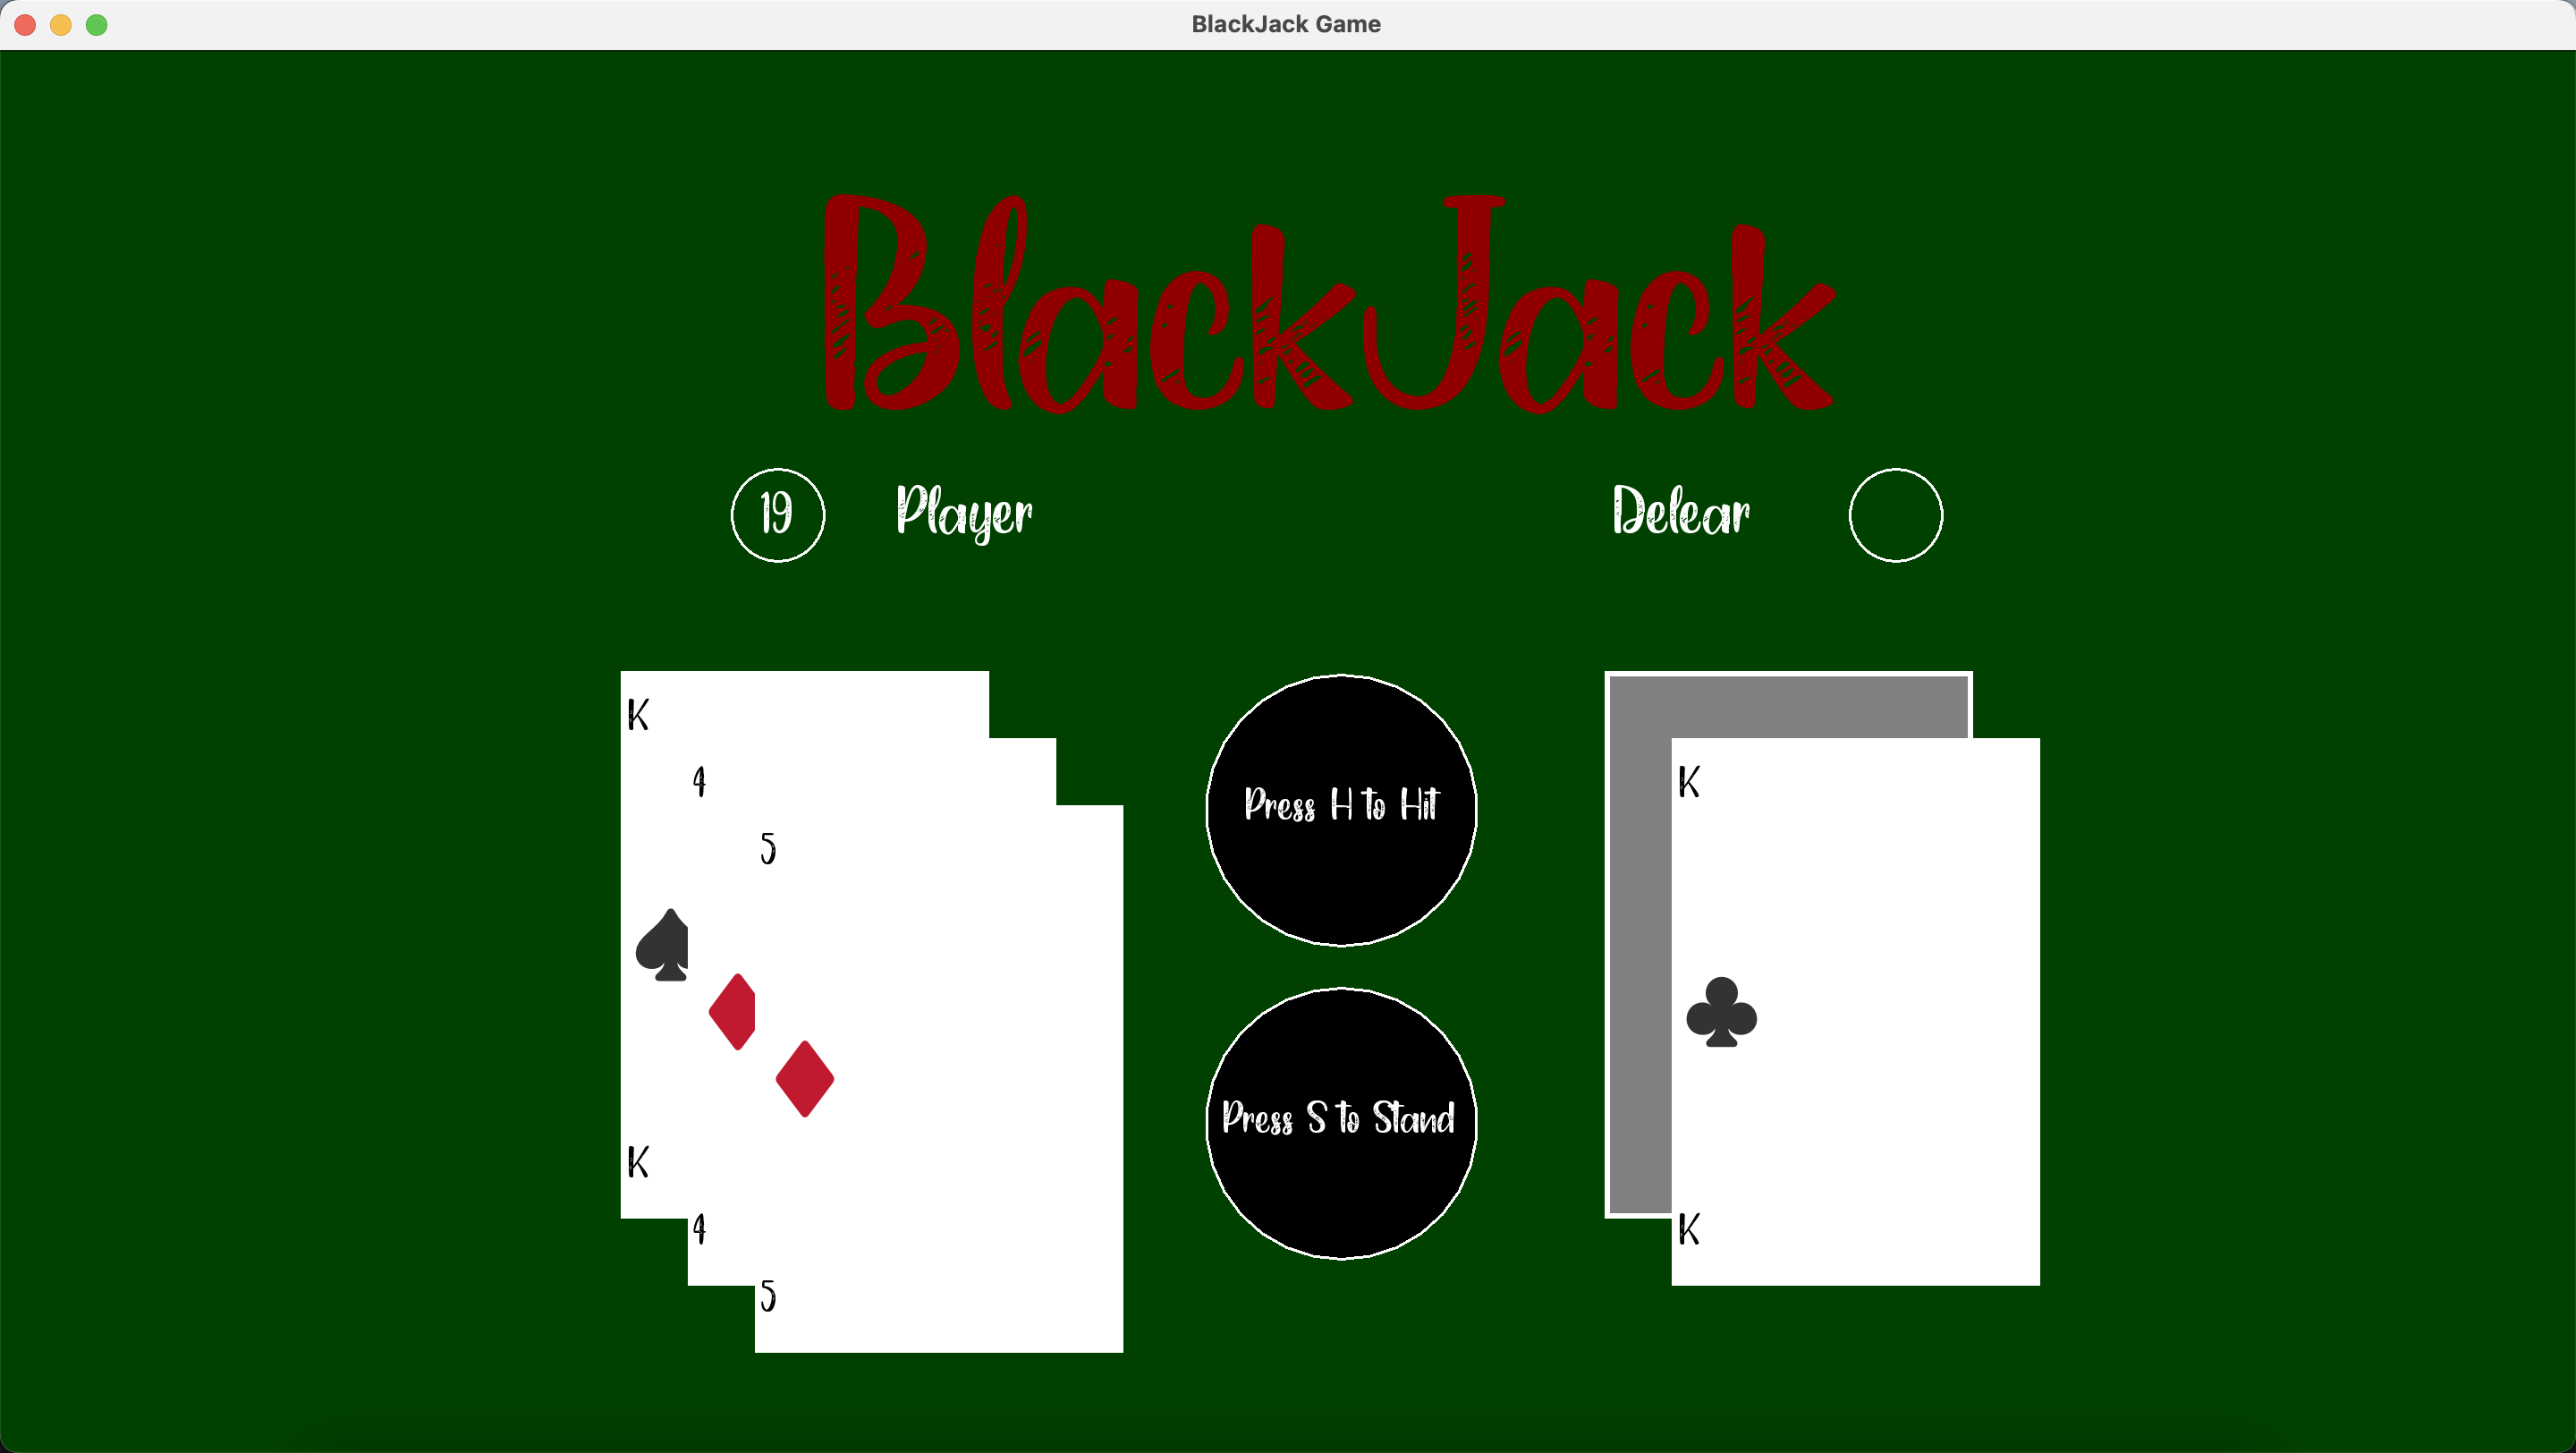 BlackJack Game
BlackJack
19 Player Delear
K
4
5
K
4
5
Press H to Hit
Press S to Stand
K
K